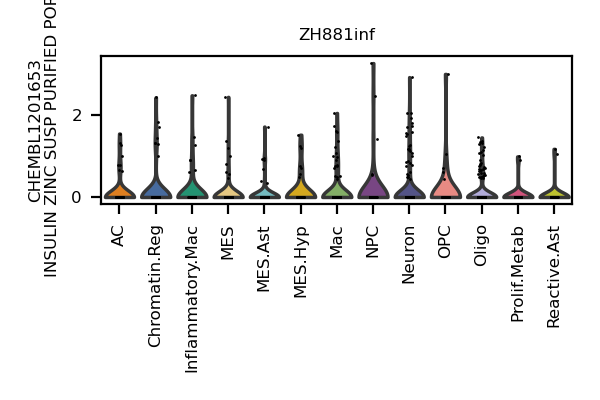 ZH881inf
CHEMBL1201653
INSULIN ZINC SUSP PURIFIED
2
0
AC
Chromatin.Reg
Inflammatory.Mac
MES
MES.Ast
MES.Hyp
Mac
NPC
Neuron
OPC
Oligo
Prolif.Metab
Reactive.Ast